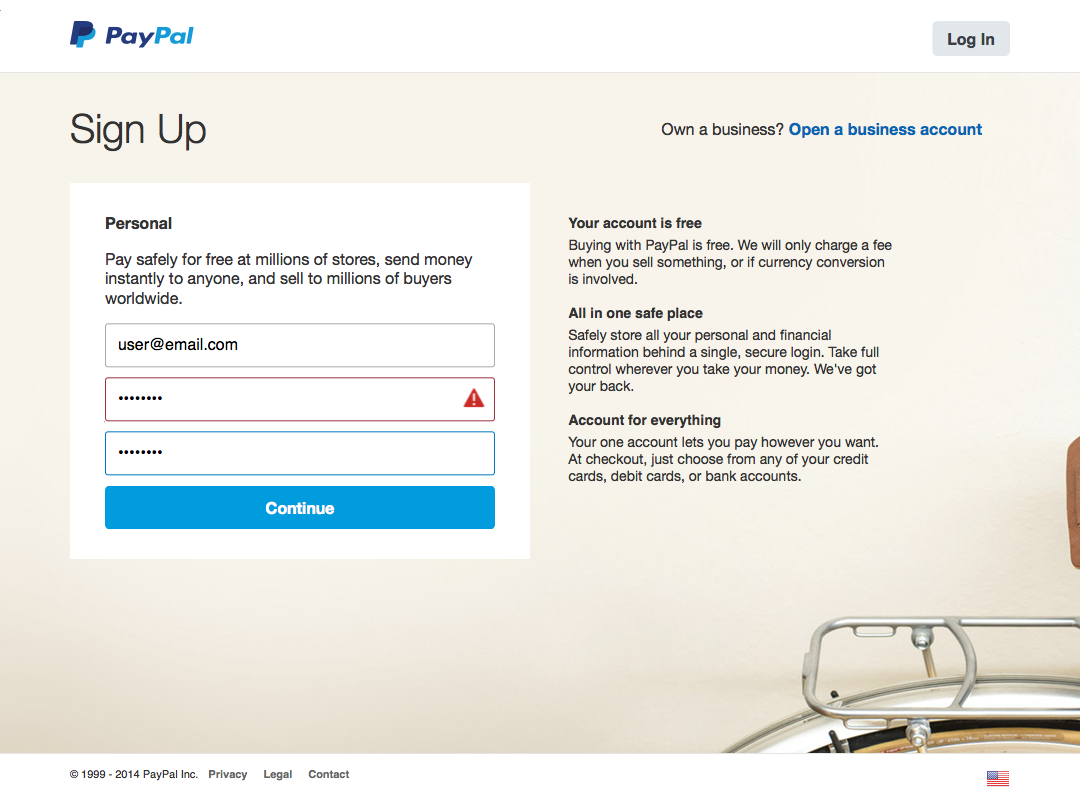 PayPal
Log In
Sign Up
Own a business? Open a business account
Personal
Pay safely for free at millions of stores, send money
instantly to anyone, and sell to millions of buyers
worldwide.
user@email.com
••••••••
••••••••
Continue
Your account is free
Buying with PayPal is free. We will only charge a fee
when you sell something, or if currency conversion
is involved.
All in one safe place
Safely store all your personal and financial
information behind a single, secure login. Take full
control wherever you take your money. We've got
your back.
Account for everything
Your one account lets you pay however you want.
At checkout, just choose from any of your credit
cards, debit cards, or bank accounts.
© 1999 - 2014 PayPal Inc. Privacy Legal Contact